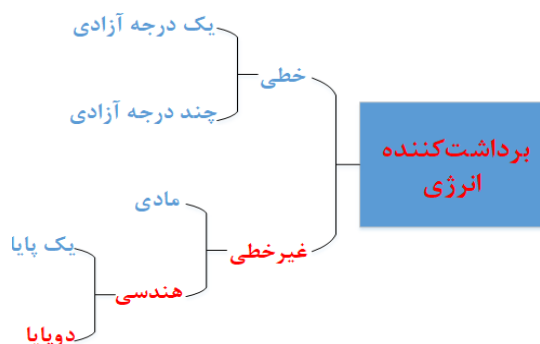 برداشت‌کننده
انرژی
خطی
یک درجه آزادی
چند درجه آزادی
غیرخطی
مادی
هندسی
یک پایا
دوپایا